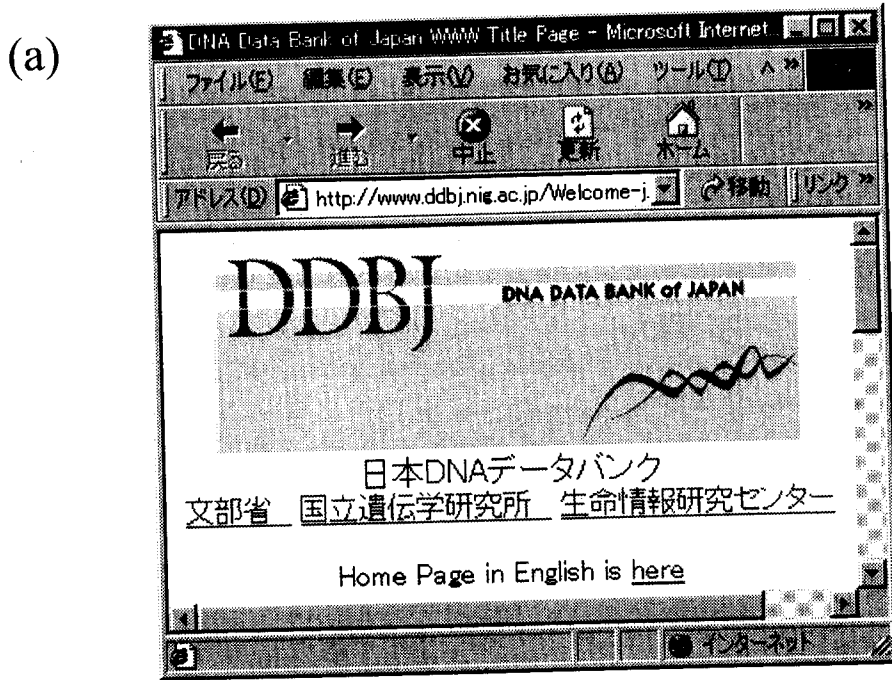 (a)
DNA Data Bank of Japan WWW Title Page - Microsoft Internet
ファイル(F) 編集(E) 表示(V) お気に入り(A) ツール(T) ヘ »
戻る 進む 中止 更新 ホーム »
アドレス(D) http://www.ddbj.nig.ac.jp/Welcome-j. 移動 リンク »
DDBJ DNA DATA BANK of JAPAN
日本DNAデータバンク
文部省 国立遺伝学研究所 生命情報研究センター
Home Page in English is here
インターネット